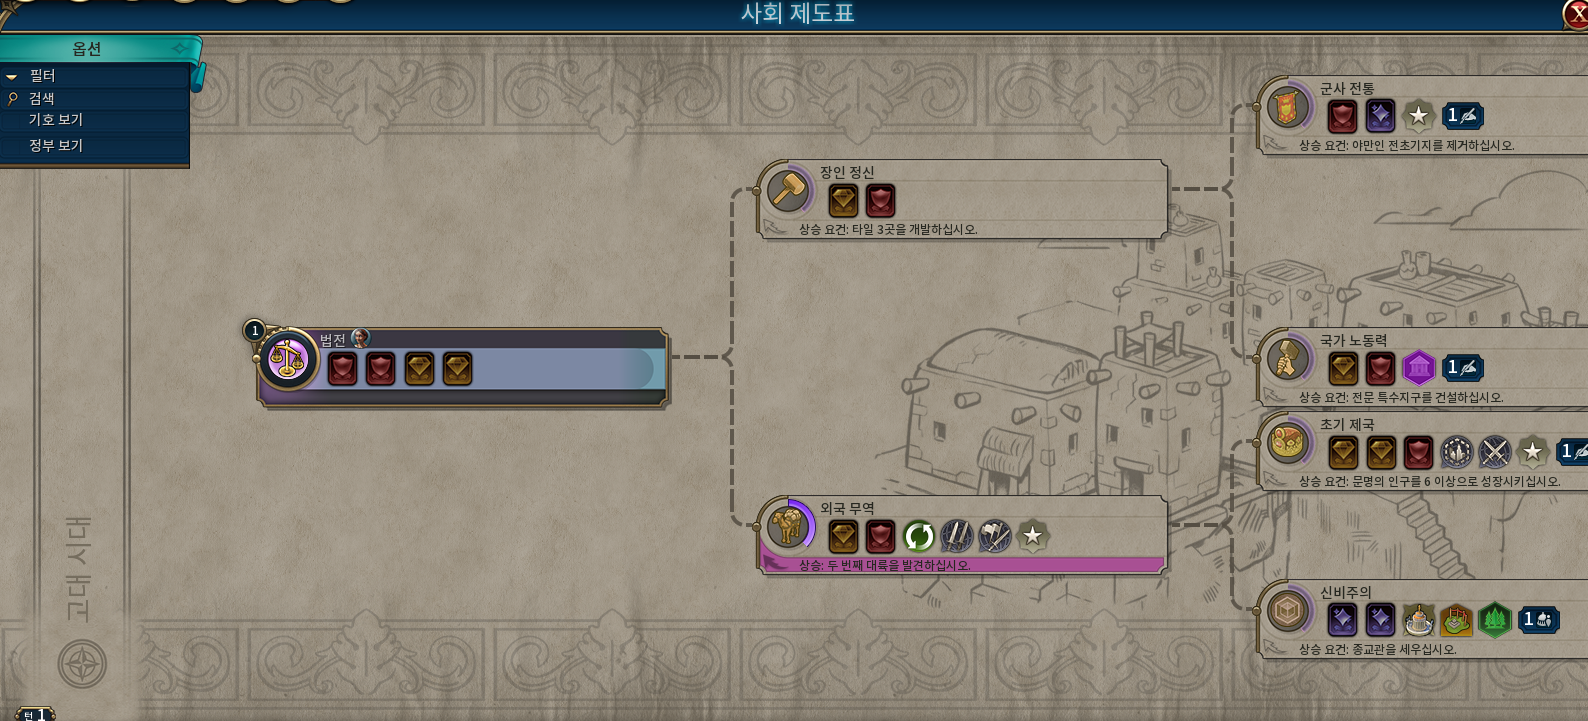 사회 제도표
X
옵션
필터
검색
기호 보기
정부 보기
군사 전통
1
상승 요건: 야만인 전초기지를 제거하십시오.
장인 정신
상승 요건: 타일 3곳을 개발하십시오.
1
법전
국가 노동력
1
상승 요건: 전문 특수지구를 건설하십시오.
초기 제국
1
상승 요건: 문명의 인구를 6 이상으로 성장시키십시오.
외국 무역
상승: 두 번째 대륙을 발견하십시오.
신비주의
1
상승 요건: 종교관을 세우십시오.
고대 시대
턴 1